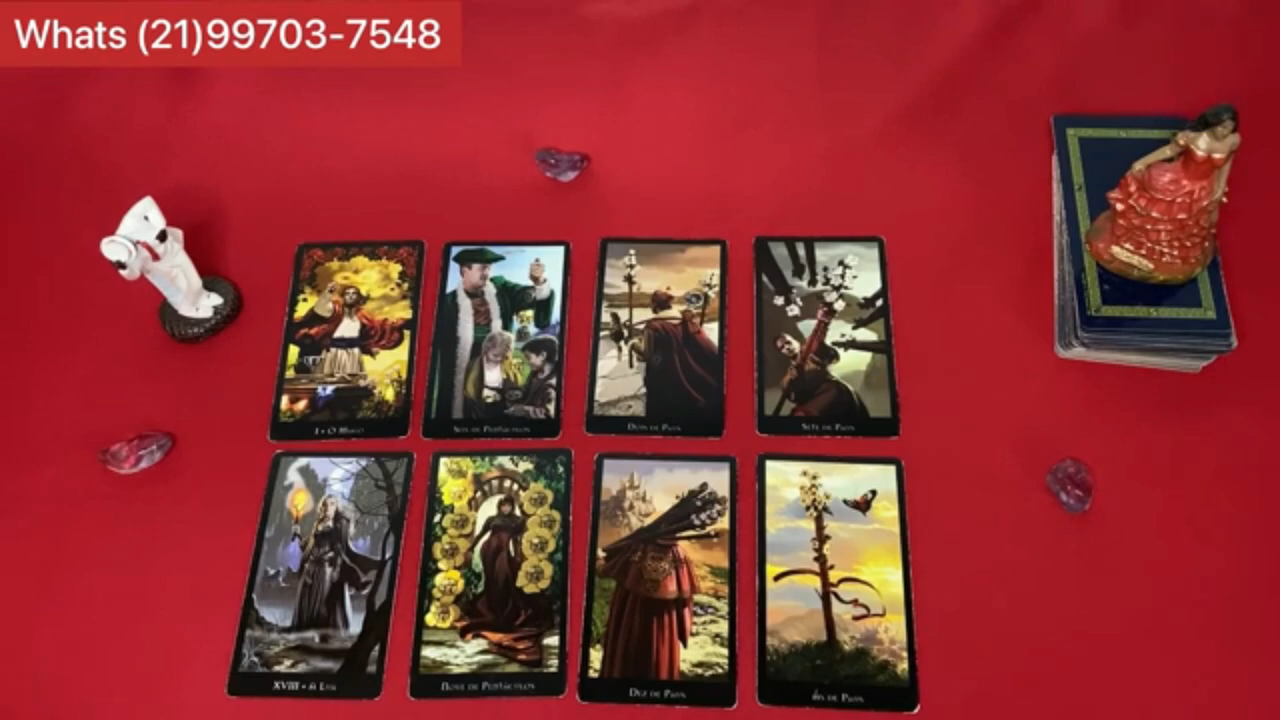 Whats (21)99703-7548
I • O Mago
Seis de Pentáculos
Dois de Paus
Sete de Paus
XVIII • A Lua
Nove de Pentáculos
Dez de Paus
Ás de Paus